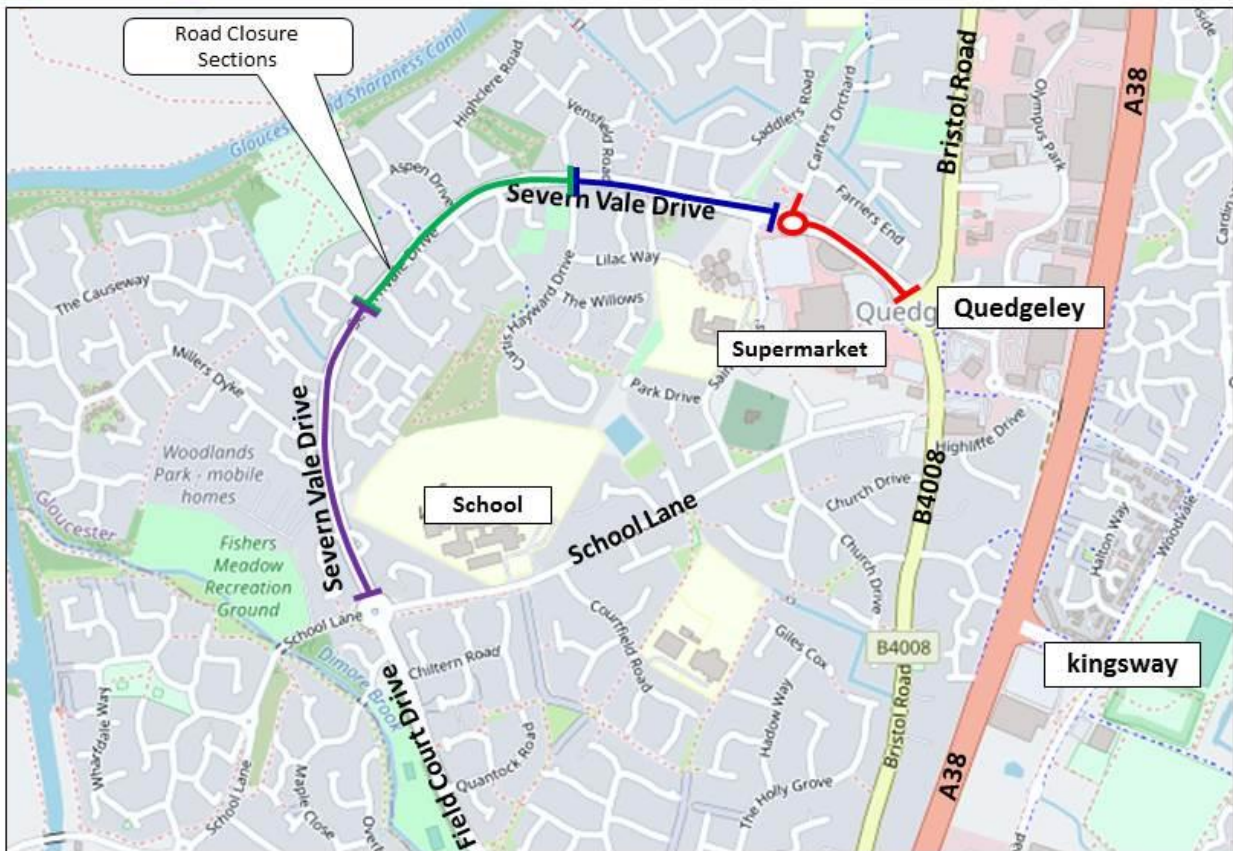 Road Closure
Sections
Gloucester and Sharpness Canal
Highclere Road
Vensfield Road
Saddlers Road
Carters Orchard
Bristol Road
Olympus Park
A38
Aspen Drive
Severn Vale Drive
Farriers End
Lilac Way
The Causeway
The Willows
Curtis Hayward Drive
Quedgeley
Supermarket
Millers Dyke
Park Drive
Highliffe Drive
Severn Vale Drive
Woodlands
Park - mobile
homes
School
School Lane
B4008
Church Drive
Church Drive
Halton Way
Woodvale
Gloucester
Fishers
Meadow
Recreation
Ground
School Lane
Courtfield Road
Giles Cox
B4008
kingsway
Dimore Brook
Chiltern Road
Hadow Way
Bristol Road
Wharfdale Way
Field Court Drive
Quantock Road
The Holly Grove
A38
School Lane
Maple Close